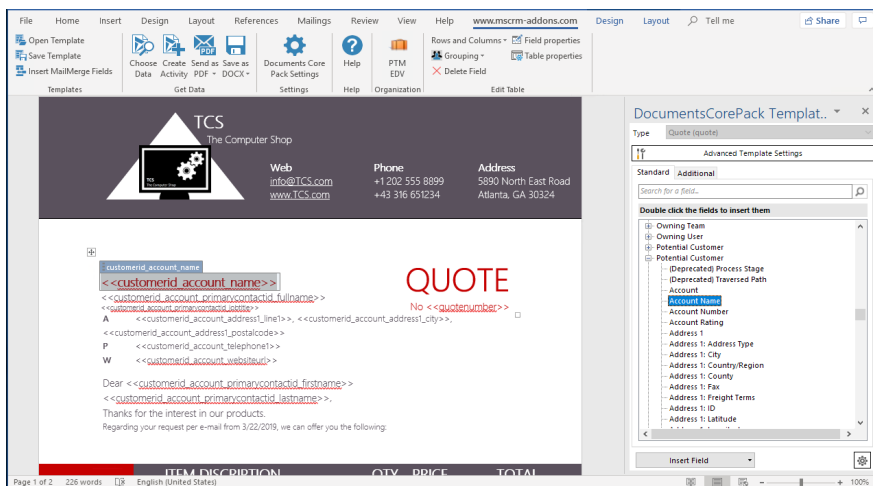 File Home Insert Design Layout References Mailings Review View Help www.mscrm-addons.com Design Layout Tell me Share
Open Template
Save Template
Insert MailMerge Fields
Templates
Choose Data
Create Activity
Send as PDF
Save as DOCX
Get Data
Documents Core Pack Settings
Settings
Help
Help
PTM EDV
Organization
Rows and Columns
Grouping
Delete Field
Field properties
Table properties
Edit Table
TCS
The Computer Shop
TCS
The Computer Shop
Web Phone Address
info@TCS.com +1 202 555 8899 5890 North East Road
www.TCS.com +43 316 651234 Atlanta, GA 30324
customerid_account_name
<<customerid_account_name>>
QUOTE
<<customerid_account_primarycontactid_fullname>>
No <<quotenumber>>
<<customerid_account_primarycontactid_jobtitle>>
A <<customerid_account_address1_line1>>, <<customerid_account_address1_city>>,
<<customerid_account_address1_postalcode>>
P <<customerid_account_telephone1>>
W <<customerid_account_websiteurl>>
Dear <<customerid_account_primarycontactid_firstname>>
<<customerid_account_primarycontactid_lastname>>,
Thanks for the interest in our products.
Regarding your request per e-mail from 3/22/2019, we can offer you the following:
ITEM DISCRIPTION QTY PRICE TOTAL
DocumentsCorePack Templat..
Type Quote (quote)
Advanced Template Settings
Standard Additional
Search for a field...
Double click the fields to insert them
Owning Team
Owning User
Potential Customer
Potential Customer
(Deprecated) Process Stage
(Deprecated) Traversed Path
Account
Account Name
Account Number
Account Rating
Address 1
Address 1: Address Type
Address 1: City
Address 1: Country/Region
Address 1: County
Address 1: Fax
Address 1: Freight Terms
Address 1: ID
Address 1: Latitude
Insert Field
Page 1 of 2 226 words English (United States) 100%